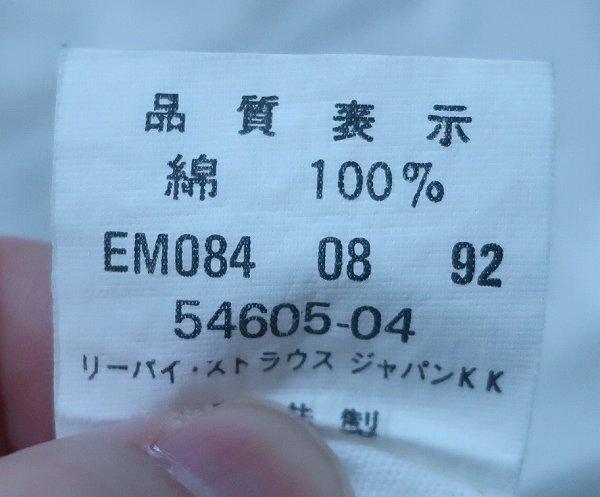 品質表示
綿 100%
EM084 08 92
54605-04
リーバイ・ストラウス ジャパンKK
製